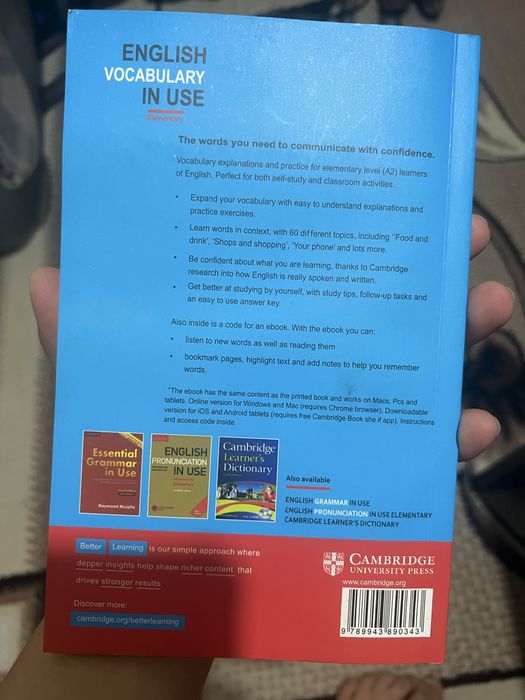 ENGLISH
VOCABULARY
IN USE
Elementary
The words you need to communicate with confidence.
Vocabulary explanations and practice for elementary level (A2) learners
of English. Perfect for both self-study and classroom activities.
• Expand your vocabulary with easy to understand explanations and
practice exercises.
• Learn words in context, with 60 different topics, including "Food and
drink', 'Shops and shopping', 'Your phone' and lots more.
• Be confident about what you are learning, thanks to Cambridge
research into how English is really spoken and written.
• Get better at studying by yourself, with study tips, follow-up tasks and
an easy to use answer key.
Also inside is a code for an ebook. With the ebook you can:
• listen to new words as well as reading them
• bookmark pages, highlight text and add notes to help you remember
words.
*The ebook has the same content as the printed book and works on Macs, Pcs and
tablets. Online version for Windows and Mac (requires Chrome browser). Downloadable
version for iOS and Android tablets (requires free Cambridge Book she if app). Instructions
and access code inside.
Essential
Grammar
in Use
Raymond Murphy
ENGLISH
PRONUNCIATION
IN USE
Elementary
Cambridge
Learner's
Dictionary
Also available
ENGLISH GRAMMAR IN USE
ENGLISH PRONUNCIATION IN USE ELEMENTARY
CAMBRIDGE LEARNER'S DICTIONARY
Better Learning is our simple approach where
depper insights help shape richer content that
drives stronger results.
Discover more:
cambridge.org/betterlearning
CAMBRIDGE
UNIVERSITY PRESS
www.cambridge.org
9 789943 890343